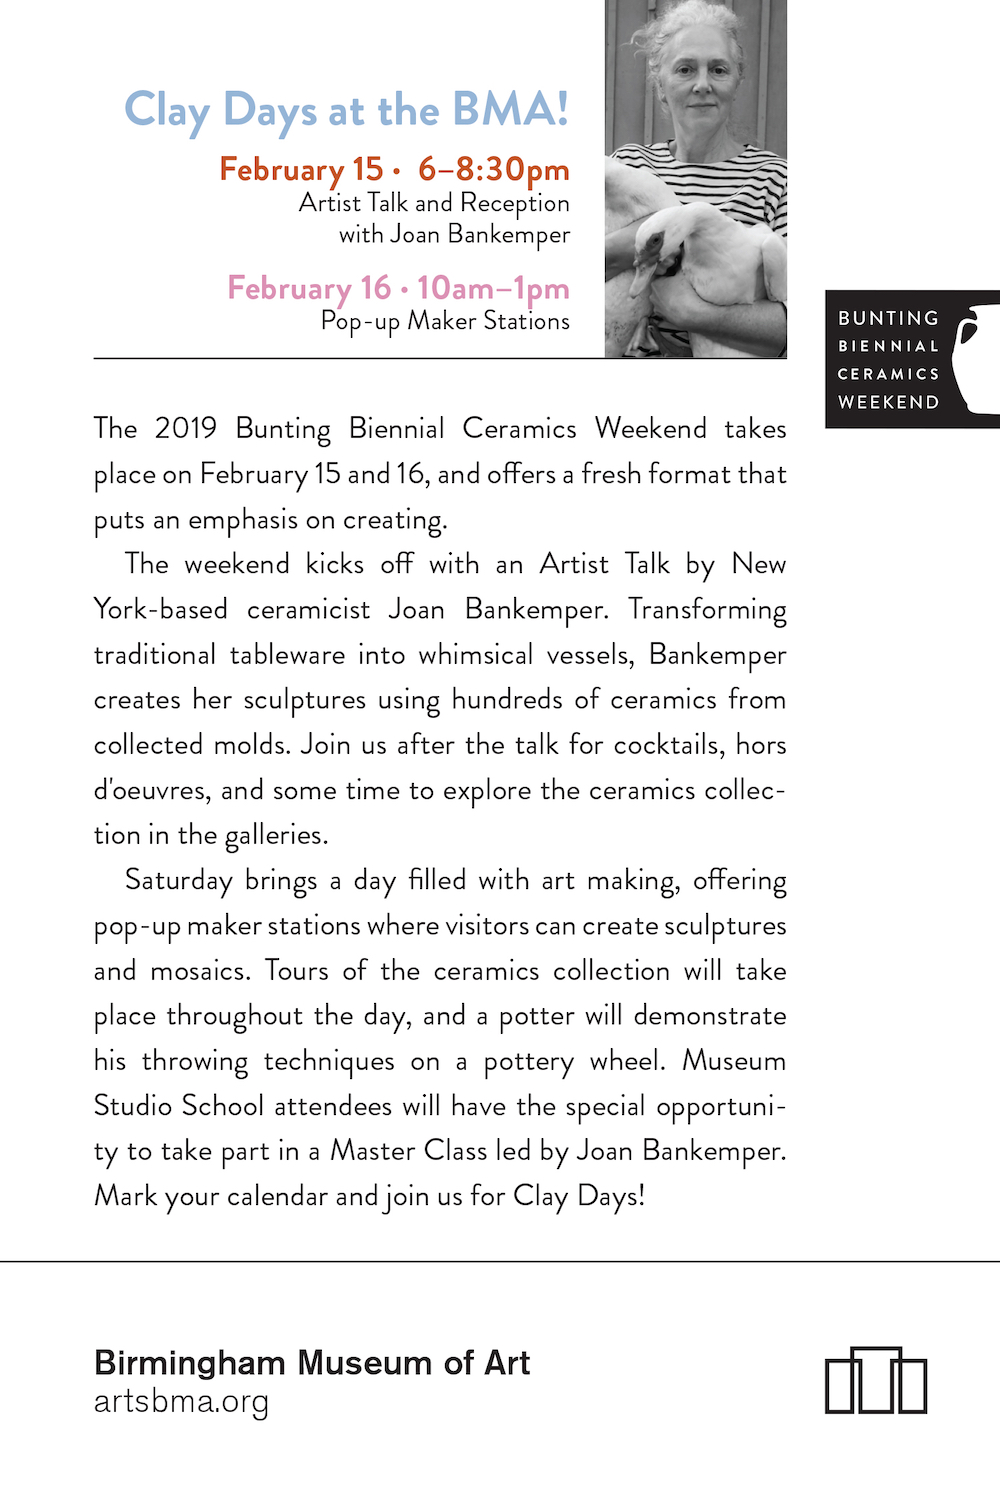 Clay Days at the BMA!
February 15 • 6–8:30pm
Artist Talk and Reception
with Joan Bankemper
February 16 • 10am–1pm
Pop-up Maker Stations
BUNTING
BIENNIAL
CERAMICS
WEEKEND
The 2019 Bunting Biennial Ceramics Weekend takes
place on February 15 and 16, and offers a fresh format that
puts an emphasis on creating.
The weekend kicks off with an Artist Talk by New
York-based ceramicist Joan Bankemper. Transforming
traditional tableware into whimsical vessels, Bankemper
creates her sculptures using hundreds of ceramics from
collected molds. Join us after the talk for cocktails, hors
d'oeuvres, and some time to explore the ceramics collec-
tion in the galleries.
Saturday brings a day filled with art making, offering
pop-up maker stations where visitors can create sculptures
and mosaics. Tours of the ceramics collection will take
place throughout the day, and a potter will demonstrate
his throwing techniques on a pottery wheel. Museum
Studio School attendees will have the special opportuni-
ty to take part in a Master Class led by Joan Bankemper.
Mark your calendar and join us for Clay Days!
Birmingham Museum of Art
artsbma.org